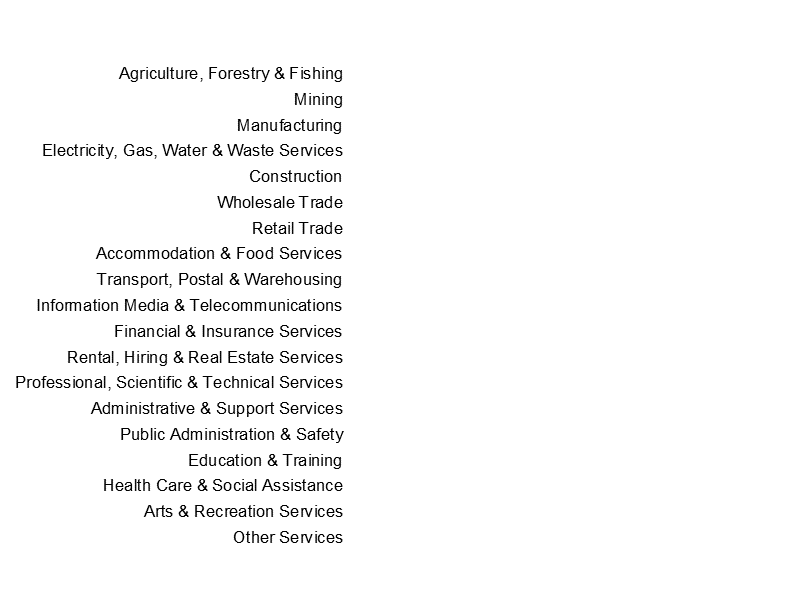 Agriculture, Forestry & Fishing
Mining
Manufacturing
Electricity, Gas, Water & Waste Services
Construction
Wholesale Trade
Retail Trade
Accommodation & Food Services
Transport, Postal & Warehousing
Information Media & Telecommunications
Financial & Insurance Services
Rental, Hiring & Real Estate Services
Professional, Scientific & Technical Services
Administrative & Support Services
Public Administration & Safety
Education & Training
Health Care & Social Assistance
Arts & Recreation Services
Other Services